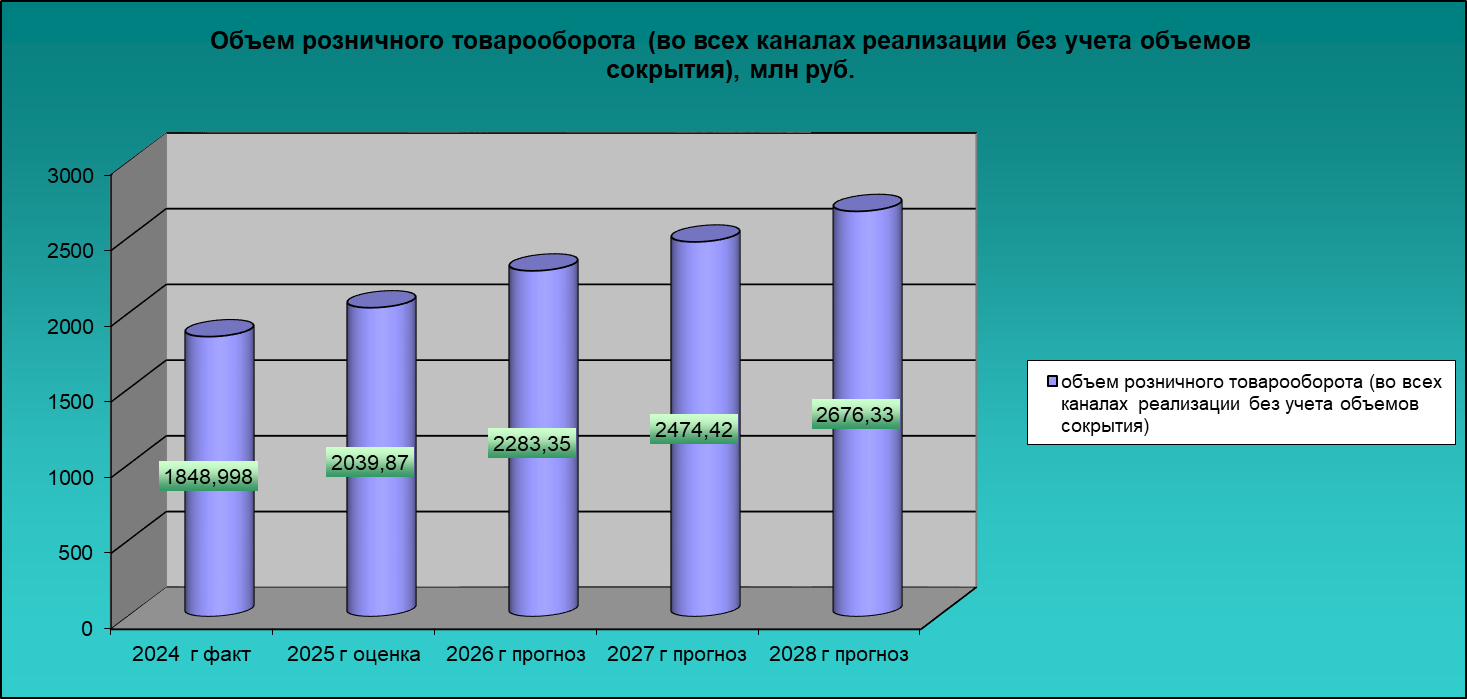 Объем розничного товарооборота (во всех каналах реализации без учета объемов
сокрытия), млн руб.
3000
2500
2000
1500
1000
500
0
1848,998
2039,87
2283,35
2474,42
2676,33
2024 г факт
2025 г оценка
2026 г прогноз
2027 г прогноз
2028 г прогноз
объем розничного товарооборота (во всех
каналах реализации без учета объемов
сокрытия)